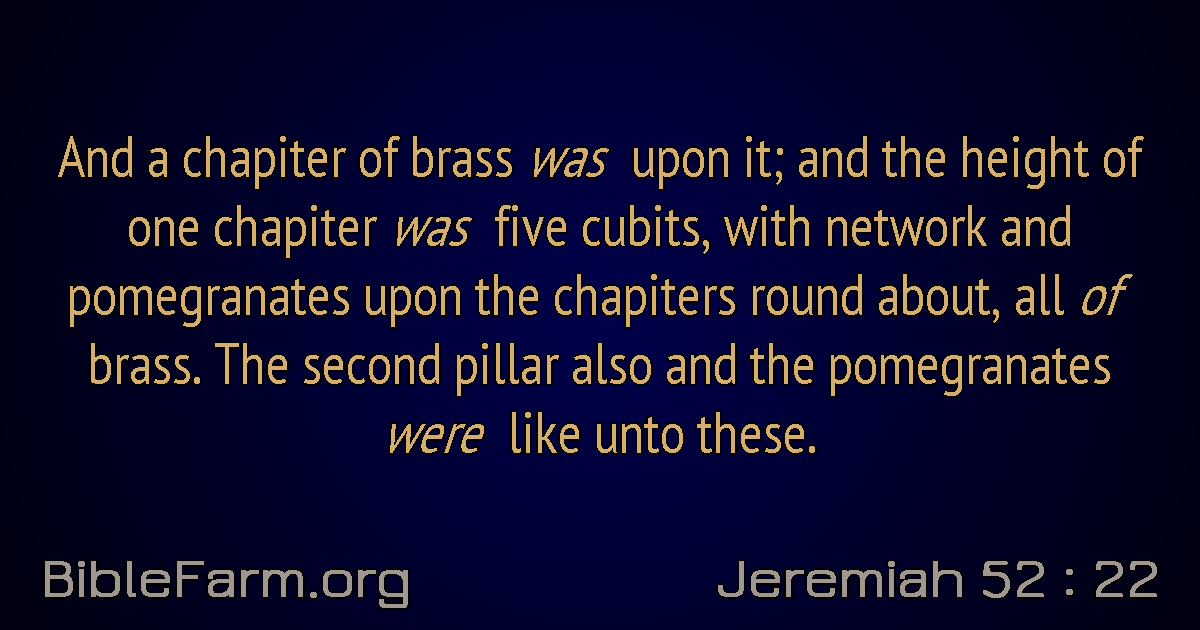 And a chapiter of brass was upon it; and the height of
one chapiter was five cubits, with network and
pomegranates upon the chapiters round about, all of
brass. The second pillar also and the pomegranates
were like unto these.
BibleFarm.org
Jeremiah 52 : 22